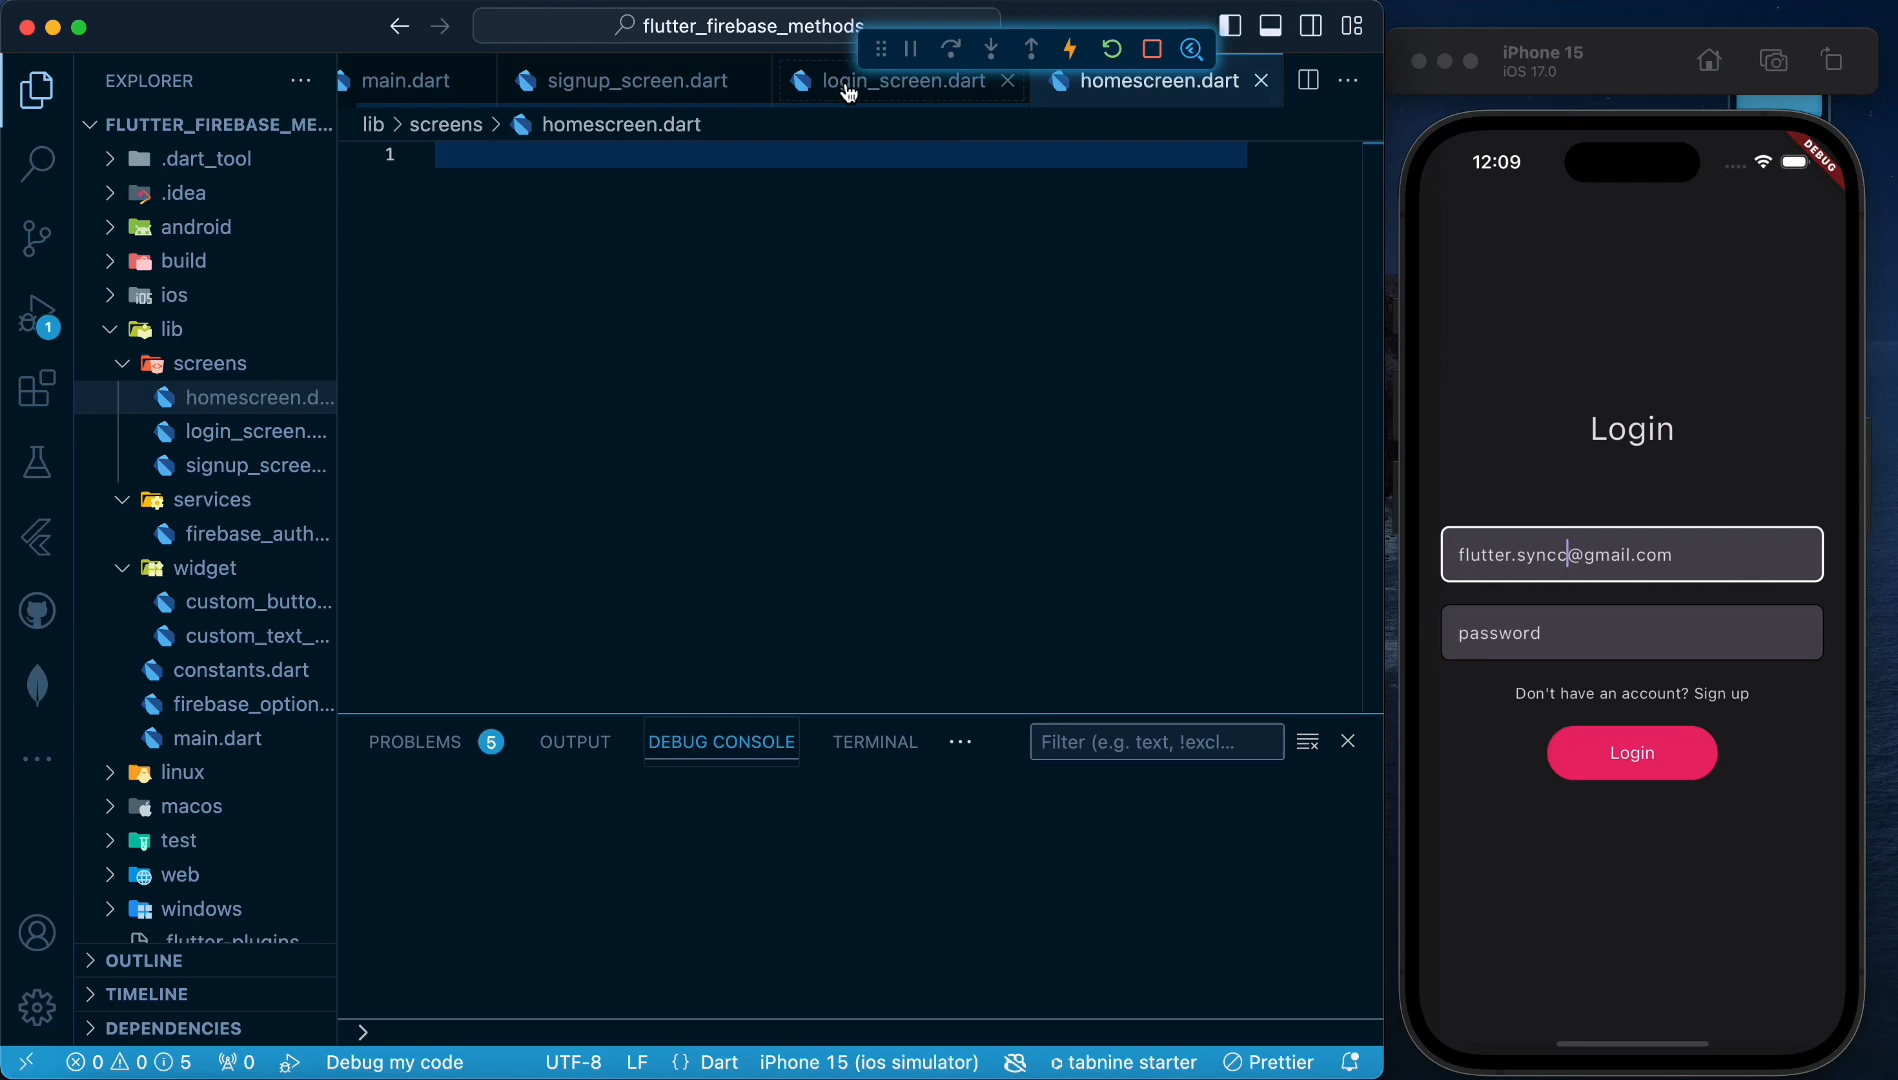 flutter_firebase_methods
iPhone 15
iOS 17.0
EXPLORER
main.dart
signup_screen.dart
login_screen.dart
homescreen.dart
FLUTTER_FIREBASE_ME...
lib > screens > homescreen.dart
1
.dart_tool
.idea
android
build
ios
lib
screens
homescreen.d...
login_screen....
signup_scree...
services
firebase_auth...
widget
custom_butto...
custom_text_...
constants.dart
firebase_option...
main.dart
linux
macos
test
web
windows
.flutter-plugins
OUTLINE
TIMELINE
DEPENDENCIES
1
PROBLEMS 5
OUTPUT
DEBUG CONSOLE
TERMINAL
Filter (e.g. text, !excl...
>
0 0 5
0
Debug my code
UTF-8
LF
{} Dart
iPhone 15 (ios simulator)
tabnine starter
Prettier
12:09
DEBUG
Login
flutter.syncc@gmail.com
password
Don't have an account? Sign up
Login